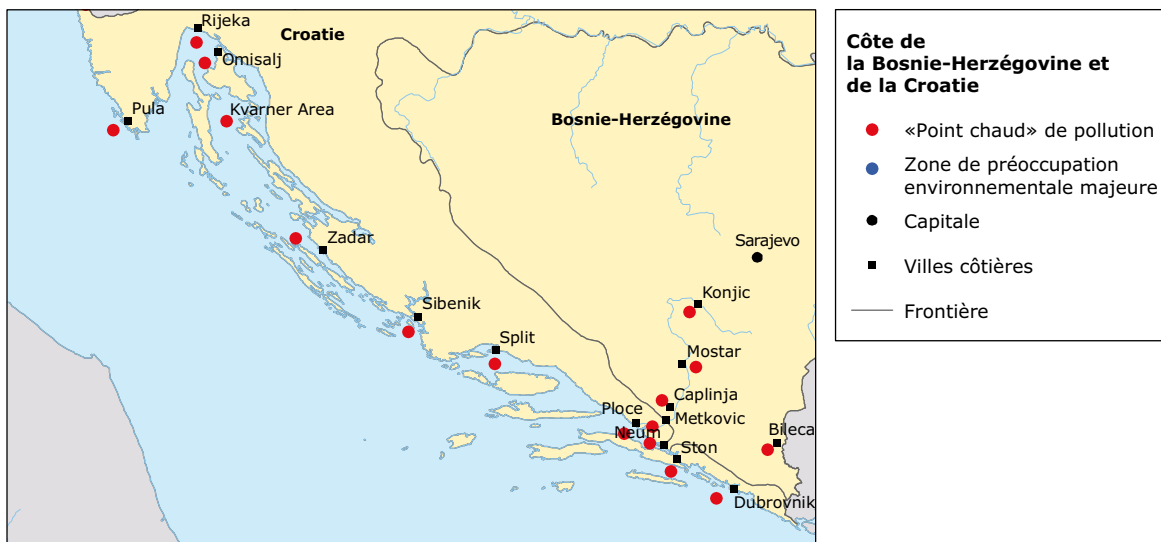 Rijeka
Croatie
Omisalj
Pula
Kvarner Area
Bosnie-Herzégovine
Zadar
Sarajevo
Sibenik
Konjic
Split
Mostar
Caplinja
Ploce
Metkovic
Neum
Bileca
Ston
Dubrovnik
Côte de
la Bosnie-Herzégovine et
de la Croatie
«Point chaud» de pollution
Zone de préoccupation
environnementale majeure
Capitale
Villes côtières
Frontière